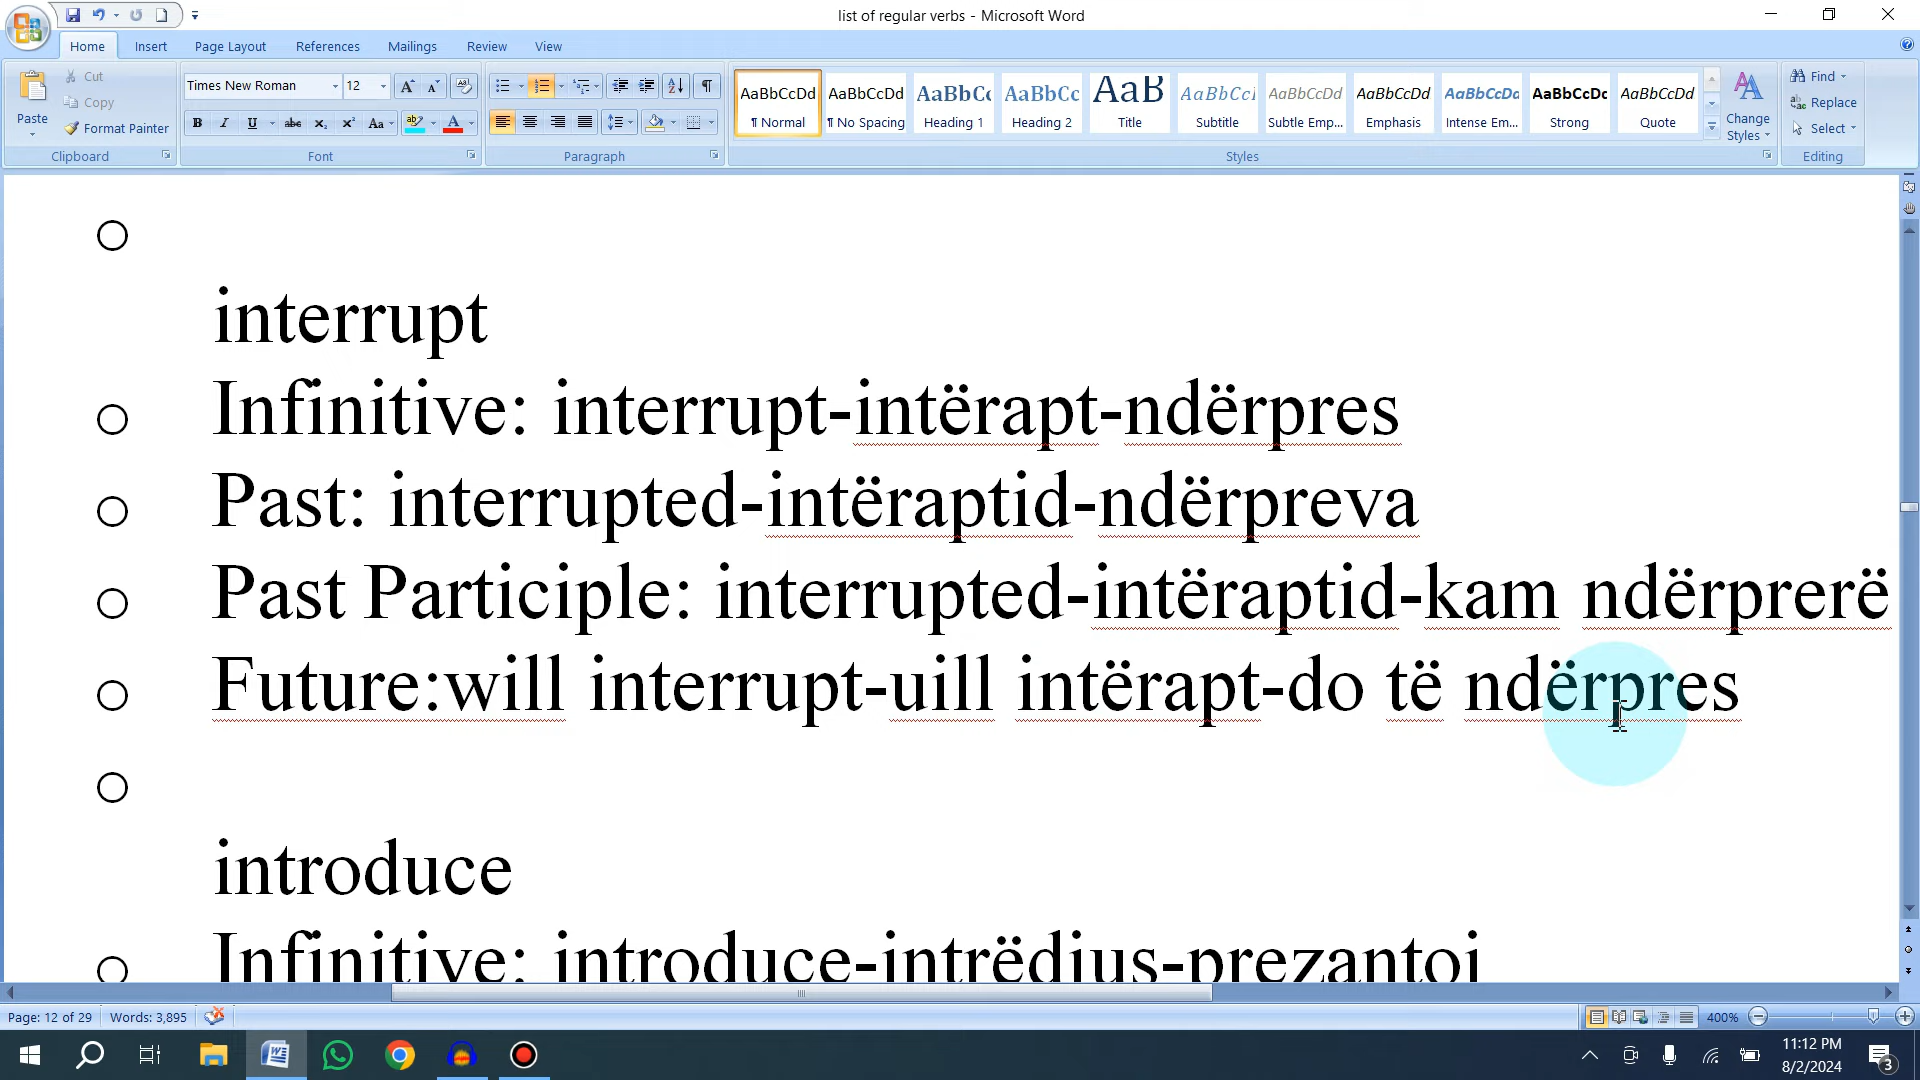 list of regular verbs - Microsoft Word
Home Insert Page Layout References Mailings Review View
Paste
Cut
Copy
Format Painter
Clipboard
Times New Roman 12
Font
Paragraph
AaBbCcDd AaBbCcDd AaBbCc AaBbCc AaB AaBbCcI AaBbCcDd AaBbCcDd AaBbCcDc AaBbCcDc AaBbCcDd
¶ Normal ¶ No Spacing Heading 1 Heading 2 Title Subtitle Subtle Emp... Emphasis Intense Em... Strong Quote
Change Styles
Styles
Find
Replace
Select
Editing
interrupt
Infinitive: interrupt-intërapt-ndërpres
Past: interrupted-intëraptid-ndërpreva
Past Participle: interrupted-intëraptid-kam ndërprerë
Future:will interrupt-uill intërapt-do të ndërpres
introduce
Infinitive: introduce-intrëdius-prezantoj
Page: 12 of 29 Words: 3,895 400%
11:12 PM
8/2/2024
3